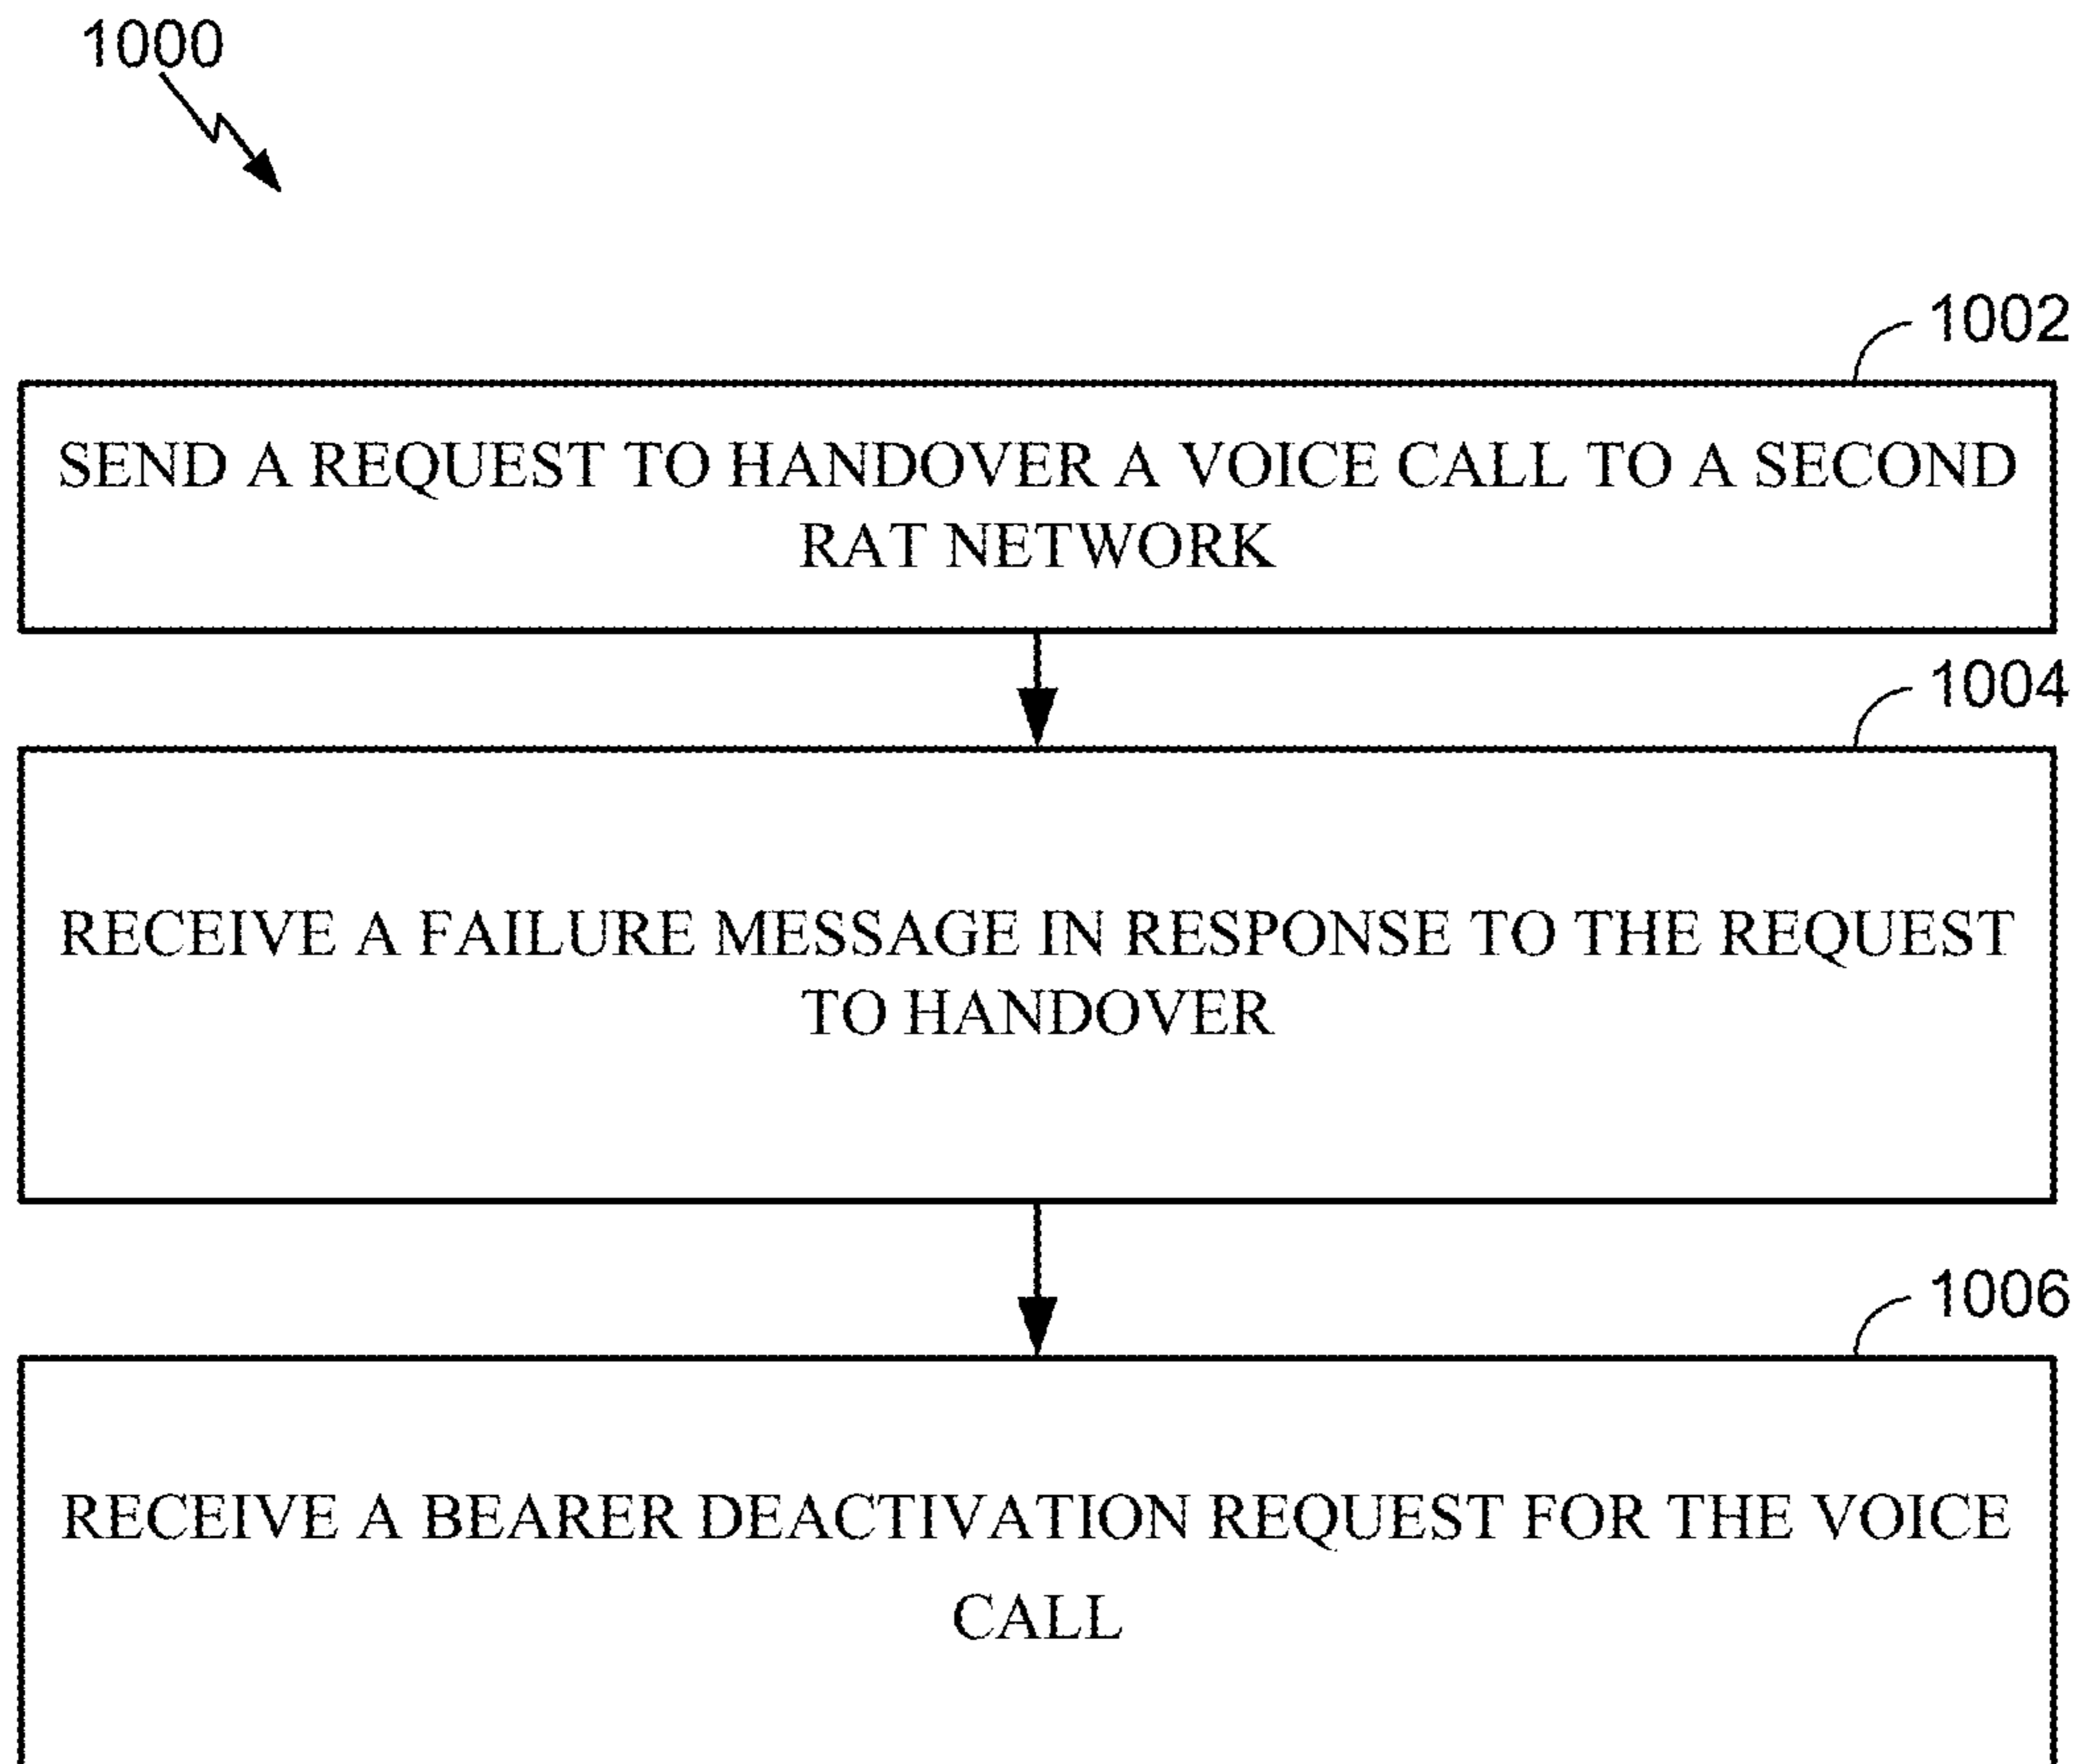 1000
1002
SEND A REQUEST TO HANDOVER A VOICE CALL TO A SECOND
RAT NETWORK
1004
RECEIVE A FAILURE MESSAGE IN RESPONSE TO THE REQUEST
TO HANDOVER
1006
RECEIVE A BEARER DEACTIVATION REQUEST FOR THE VOICE
CALL